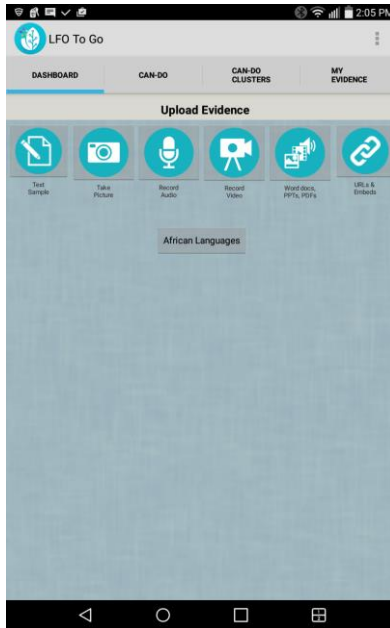 2:05 PM
LFO To Go
DASHBOARD
CAN-DO
CAN-DO
CLUSTERS
MY
EVIDENCE
Upload Evidence
Text
Sample
Take
Picture
Record
Audio
Record
Video
Word docs,
PPTs, PDFs
URLs &
Embeds
African Languages